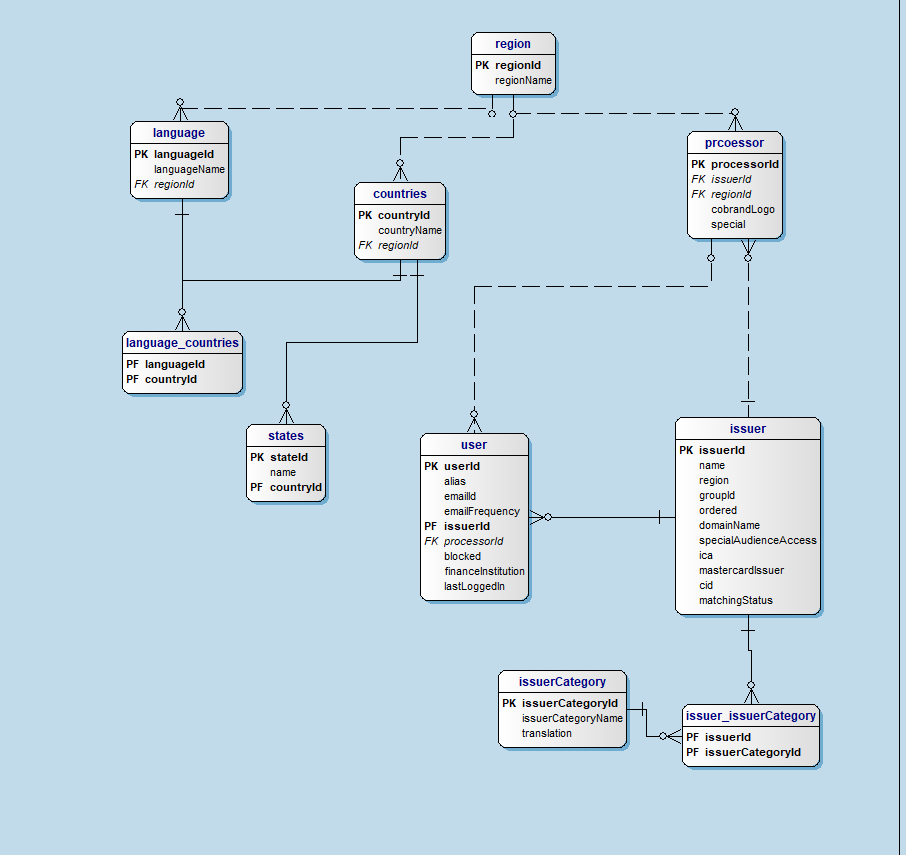 region
PK regionId
regionName
language
PK languageId
languageName
FK regionId
countries
PK countryId
countryName
FK regionId
prcoessor
PK processorId
FK issuerId
FK regionId
cobrandLogo
special
language_countries
PF languageId
PF countryId
states
PK stateId
name
PF countryId
user
PK userId
alias
emailId
emailFrequency
PF issuerId
FK processorId
blocked
financeInstitution
lastLoggedIn
issuer
PK issuerId
name
region
groupId
ordered
domainName
specialAudienceAccess
ica
mastercardIssuer
cid
matchingStatus
issuerCategory
PK issuerCategoryId
issuerCategoryName
translation
issuer_issuerCategory
PF issuerId
PF issuerCategoryId